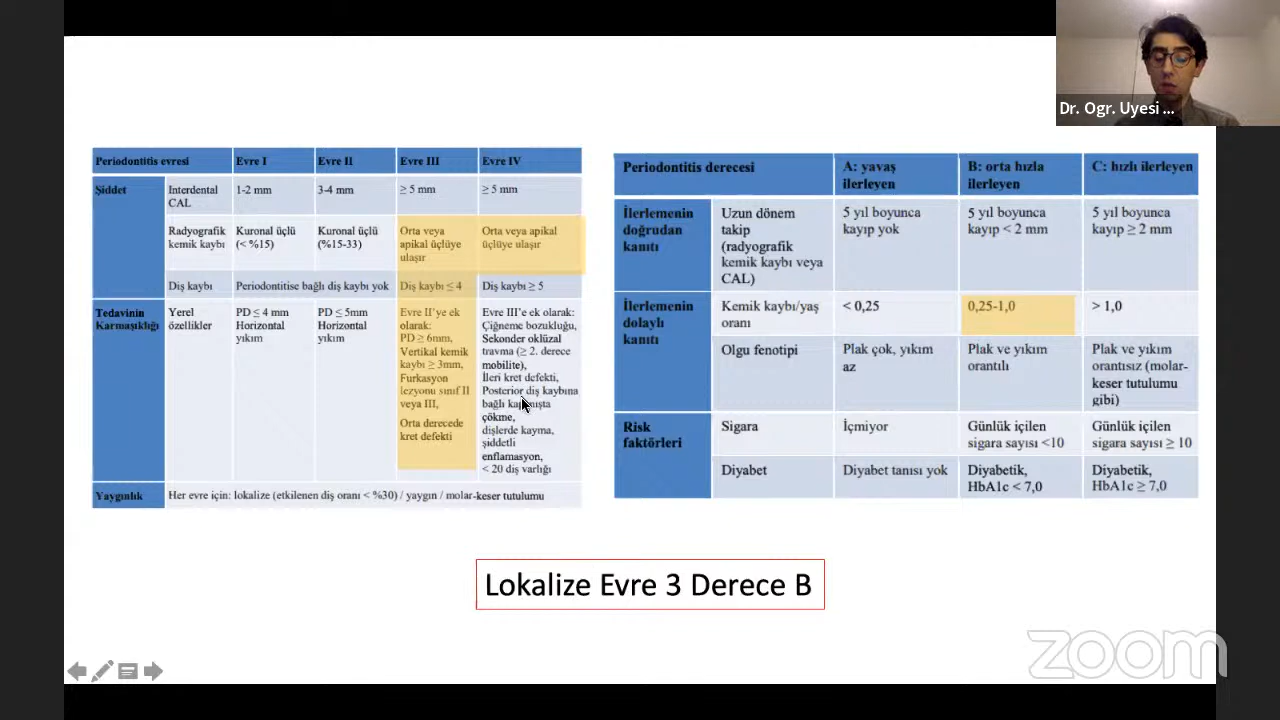 Dr. Ogr. Uyesi ...
Periodontitis evresi
Evre I
Evre II
Evre III
Evre IV
Şiddet
Interdental
CAL
1-2 mm
3-4 mm
≥ 5 mm
≥ 5 mm
Radyografik
kemik kaybı
Kuronal üçlü
(< %15)
Kuronal üçlü
(%15-33)
Orta veya
apikal üçlüye
ulaşır
Orta veya apikal
üçlüye ulaşır
Diş kaybı
Periodontitise bağlı diş kaybı yok
Diş kaybı ≤ 4
Diş kaybı ≥ 5
Tedavinin
Karmaşıklığı
Yerel
özellikler
PD ≤ 4 mm
Horizontal
yıkım
PD ≤ 5mm
Horizontal
yıkım
Evre II'ye ek
olarak:
PD ≥ 6mm,
Vertikal kemik
kaybı ≥ 3mm,
Furkasyon
lezyonu sınıf II
veya III,
Orta derecede
kret defekti
Evre III'e ek olarak:
Çiğneme bozukluğu,
Sekonder oklüzal
travma (≥ 2. derece
mobilite),
İleri kret defekti,
Posterior diş kaybına
bağlı
çökme,
dişlerde kayma,
şiddetli
enflamasyon,
< 20 diş varlığı
Yaygınlık
Her evre için: lokalize (etkilenen diş oranı < %30) / yaygın / molar-keser tutulumu
Periodontitis derecesi
A: yavaş
ilerleyen
B: orta hızla
ilerleyen
C: hızlı ilerleyen
İlerlemenin
doğrudan
kanıtı
Uzun dönem
takip
(radyografik
kemik kaybı veya
CAL)
5 yıl boyunca
kayıp yok
5 yıl boyunca
kayıp < 2 mm
5 yıl boyunca
kayıp ≥ 2 mm
İlerlemenin
dolaylı
kanıtı
Kemik kaybı/yaş
oranı
< 0,25
0,25-1,0
> 1,0
Olgu fenotipi
Plak çok, yıkım
az
Plak ve yıkım
orantılı
Plak ve yıkım
orantısız (molar-
keser tutulumu
gibi)
Risk
faktörleri
Sigara
İçmiyor
Günlük içilen
sigara sayısı <10
Günlük içilen
sigara sayısı ≥ 10
Diyabet
Diyabet tanısı yok
Diyabetik,
HbA1c < 7,0
Diyabetik,
HbA1c ≥ 7,0
Lokalize Evre 3 Derece B
zoom